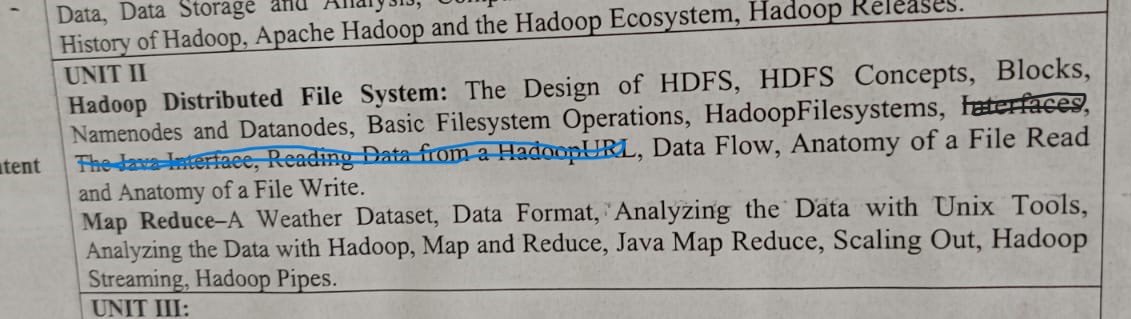 Data, Data Storage and Analysis,
History of Hadoop, Apache Hadoop and the Hadoop Ecosystem, Hadoop Releases.
UNIT II
Hadoop Distributed File System: The Design of HDFS, HDFS Concepts, Blocks,
Namenodes and Datanodes, Basic Filesystem Operations, HadoopFilesystems, Interfaces,
tent The Java Interface, Reading Data from a HadoopURL, Data Flow, Anatomy of a File Read
and Anatomy of a File Write.
Map Reduce–A Weather Dataset, Data Format, Analyzing the Data with Unix Tools,
Analyzing the Data with Hadoop, Map and Reduce, Java Map Reduce, Scaling Out, Hadoop
Streaming, Hadoop Pipes.
UNIT III: